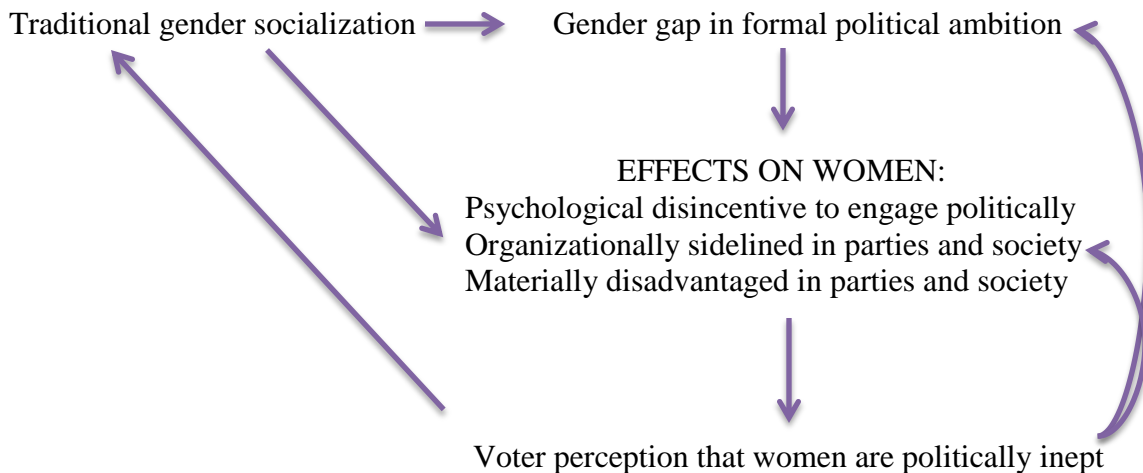 Traditional gender socialization
Gender gap in formal political ambition
EFFECTS ON WOMEN:
Psychological disincentive to engage politically
Organizationally sidelined in parties and society
Materially disadvantaged in parties and society
Voter perception that women are politically inept